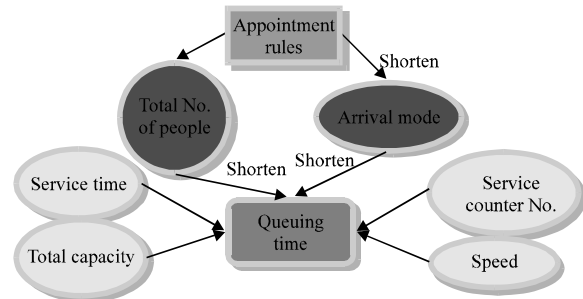 Appointment
rules
Shorten
Total No.
of people
Arrival mode
Shorten
Shorten
Service time
Queuing
time
Service
counter No.
Total capacity
Speed